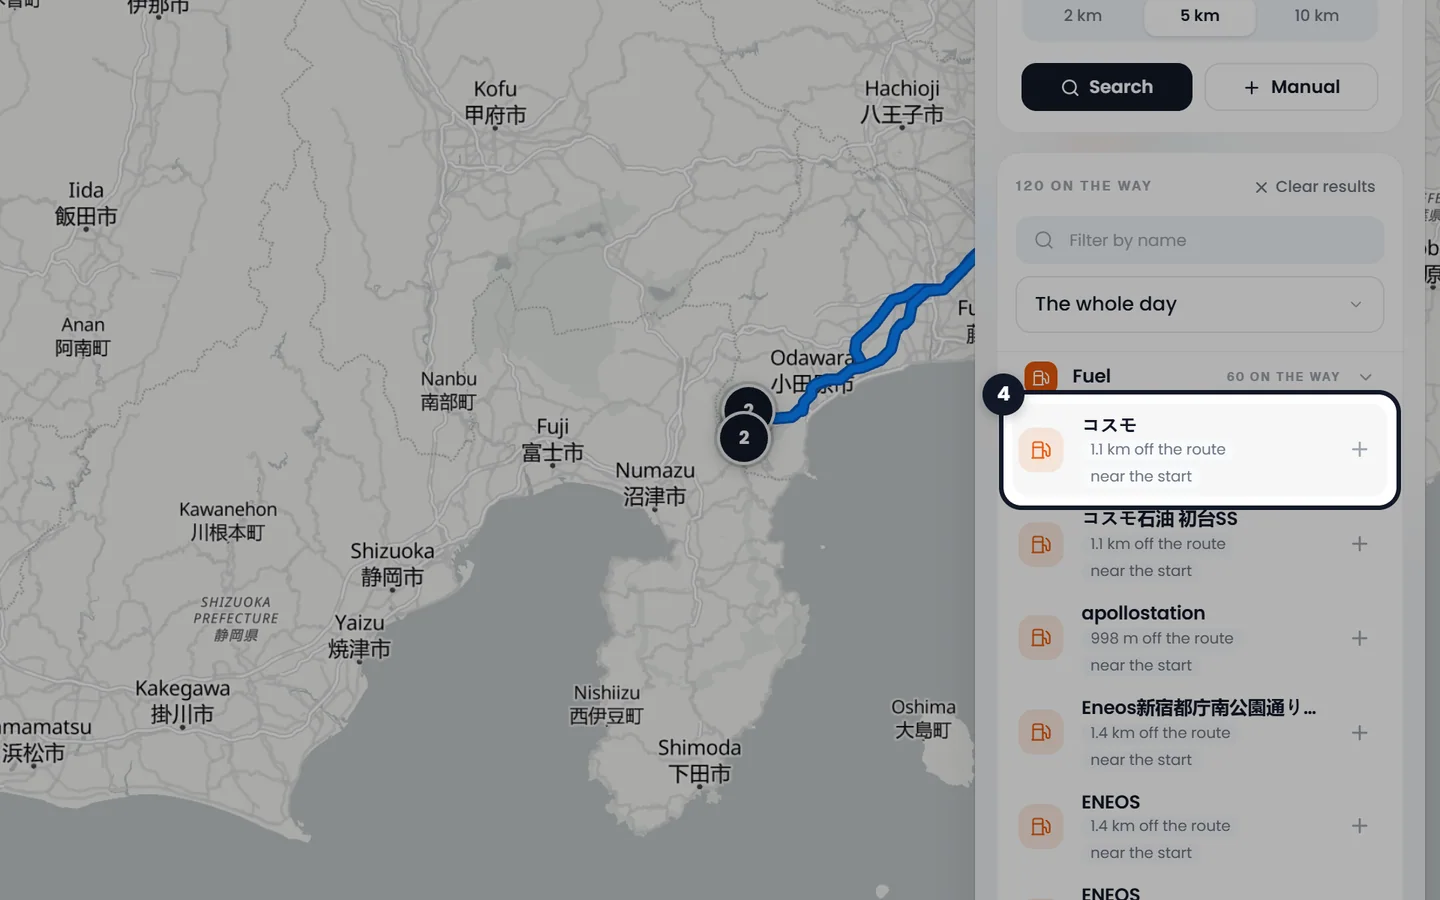 伊那市
Kofu
甲府市
Hachioji
八王子市
Iida
飯田市
Anan
阿南町
Nanbu
南部町
Odawara
小田原市
Fuji
富士市
Numazu
沼津市
Kawanehon
川根本町
Shizuoka
静岡市
SHIZUOKA
PREFECTURE
静岡県
Yaizu
焼津市
Kakegawa
掛川市
浜松市
Nishiizu
西伊豆町
Shimoda
下田市
Oshima
大島町
2
2
2 km
5 km
10 km
Search
Manual
120 ON THE WAY
Clear results
Filter by name
The whole day
Fuel
60 ON THE WAY
4
コスモ
1.1 km off the route
near the start
コスモ石油 初台SS
1.1 km off the route
near the start
apollostation
998 m off the route
near the start
Eneos新宿都庁南公園通り...
1.4 km off the route
near the start
ENEOS
1.4 km off the route
near the start
ENEOS